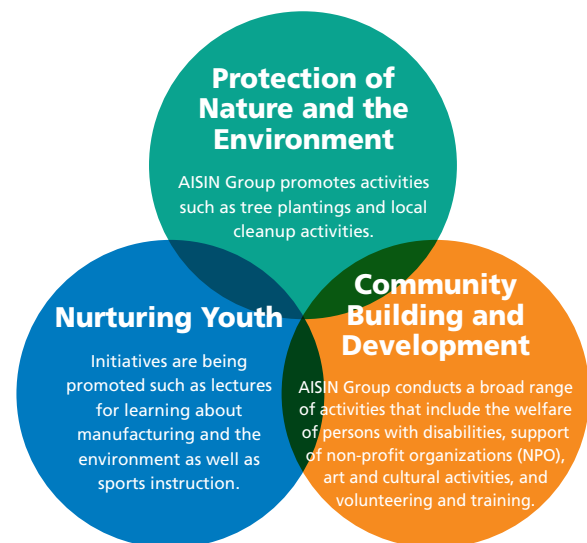 Protection of
Nature and the
Environment
AISIN Group promotes activities
such as tree plantings and local
cleanup activities.
Nurturing Youth
Initiatives are being
promoted such as lectures
for learning about
manufacturing and the
environment as well as
sports instruction.
Community
Building and
Development
AISIN Group conducts a broad range
of activities that include the welfare
of persons with disabilities, support
of non-profit organizations (NPO),
art and cultural activities, and
volunteering and training.